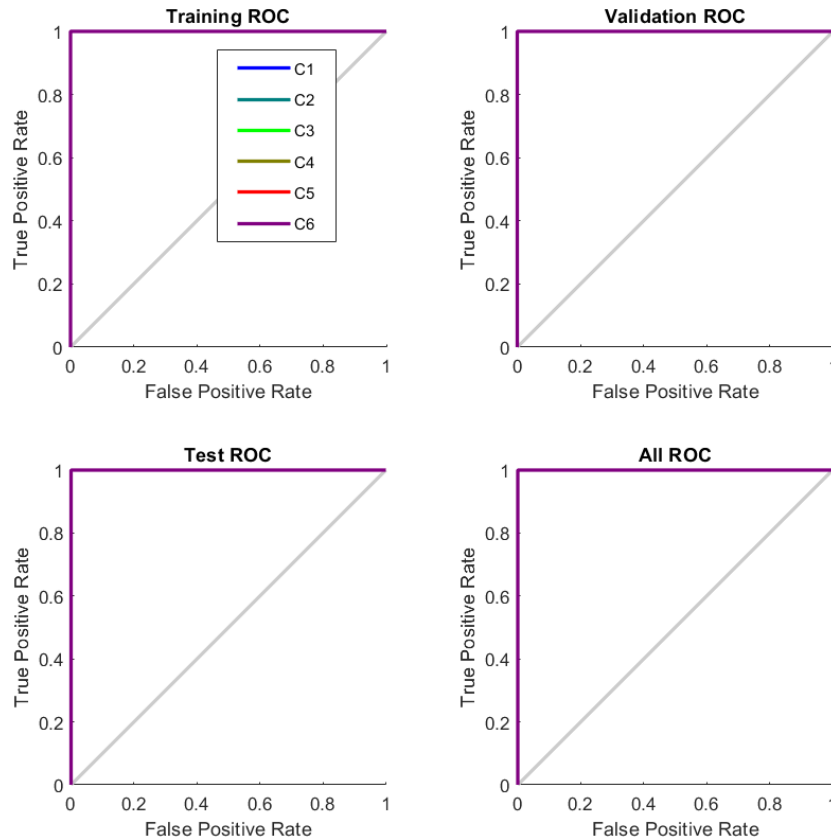 Training ROC
1
0.8
0.6
0.4
0.2
0
True Positive Rate
C1
C2
C3
C4
C5
C6
0 0.2 0.4 0.6 0.8 1
False Positive Rate
Validation ROC
1
0.8
0.6
0.4
0.2
0
True Positive Rate
0 0.2 0.4 0.6 0.8 1
False Positive Rate
Test ROC
1
0.8
0.6
0.4
0.2
0
True Positive Rate
0 0.2 0.4 0.6 0.8 1
False Positive Rate
All ROC
1
0.8
0.6
0.4
0.2
0
True Positive Rate
0 0.2 0.4 0.6 0.8 1
False Positive Rate